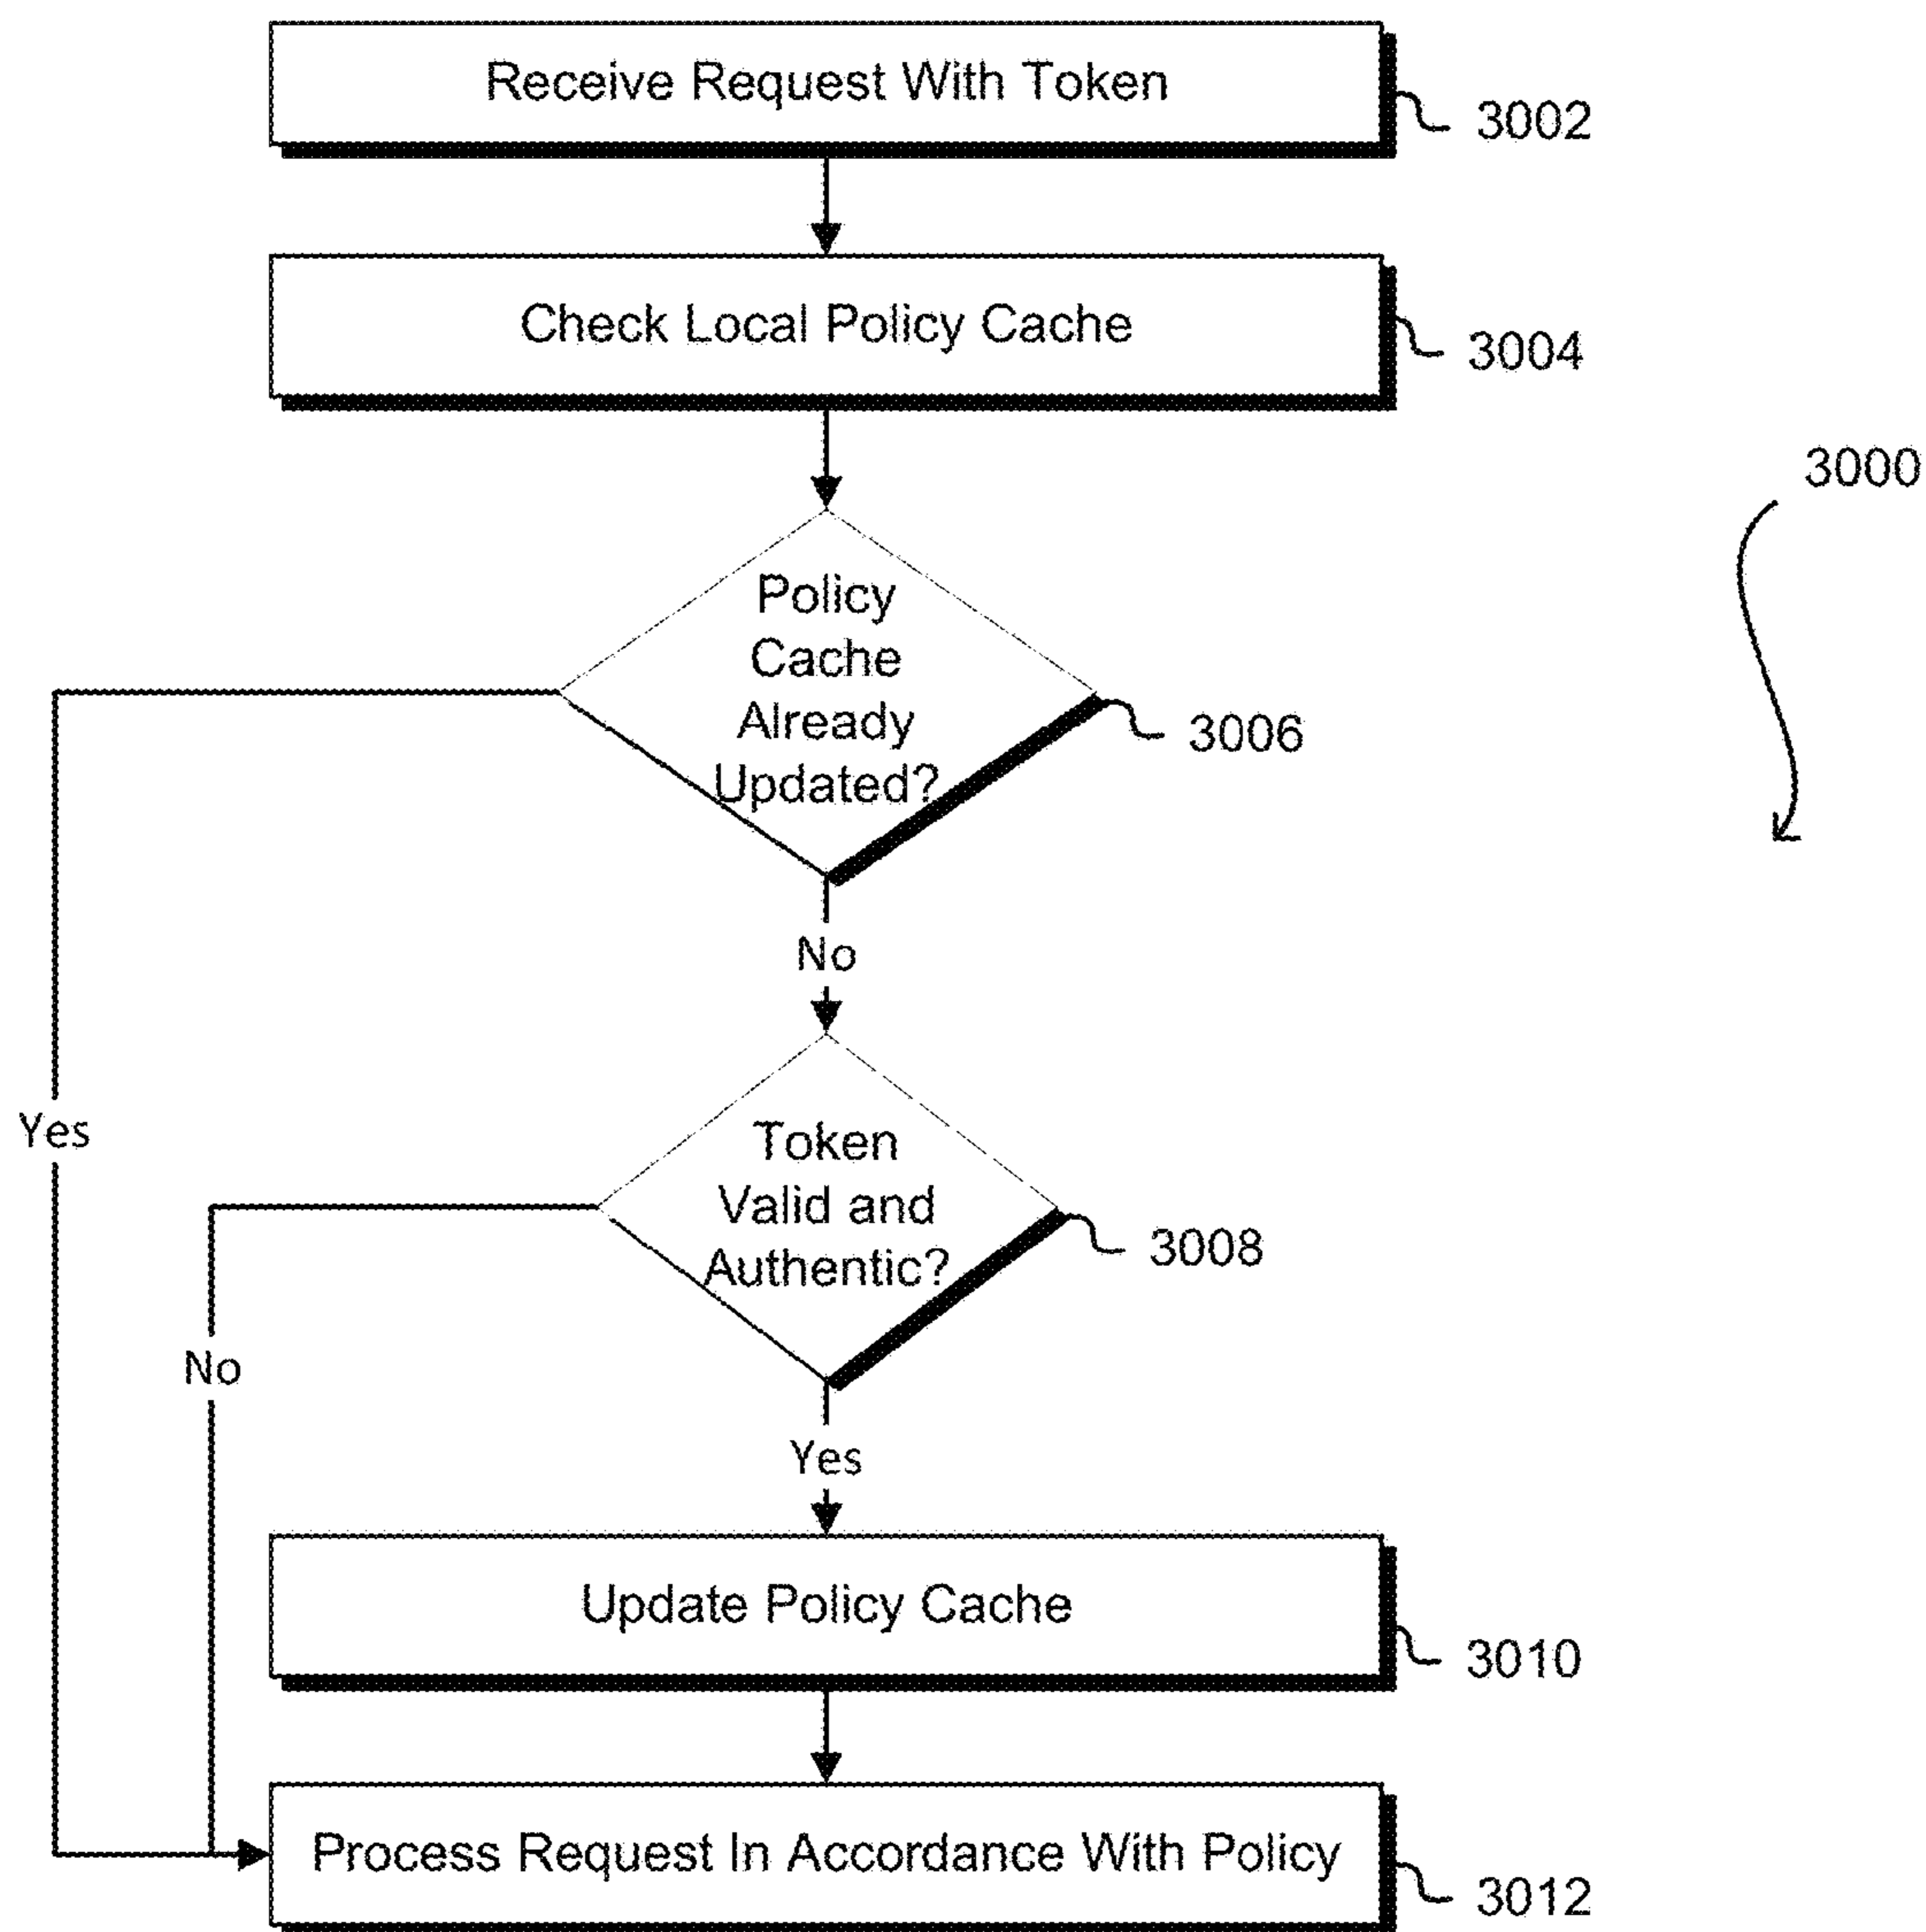 Receive Request With Token
3002
Check Local Policy Cache
3004
3000
Policy
Cache
Already
Updated?
3006
No
Yes
Token
Valid and
Authentic?
3008
No
Yes
Update Policy Cache
3010
Process Request In Accordance With Policy
3012